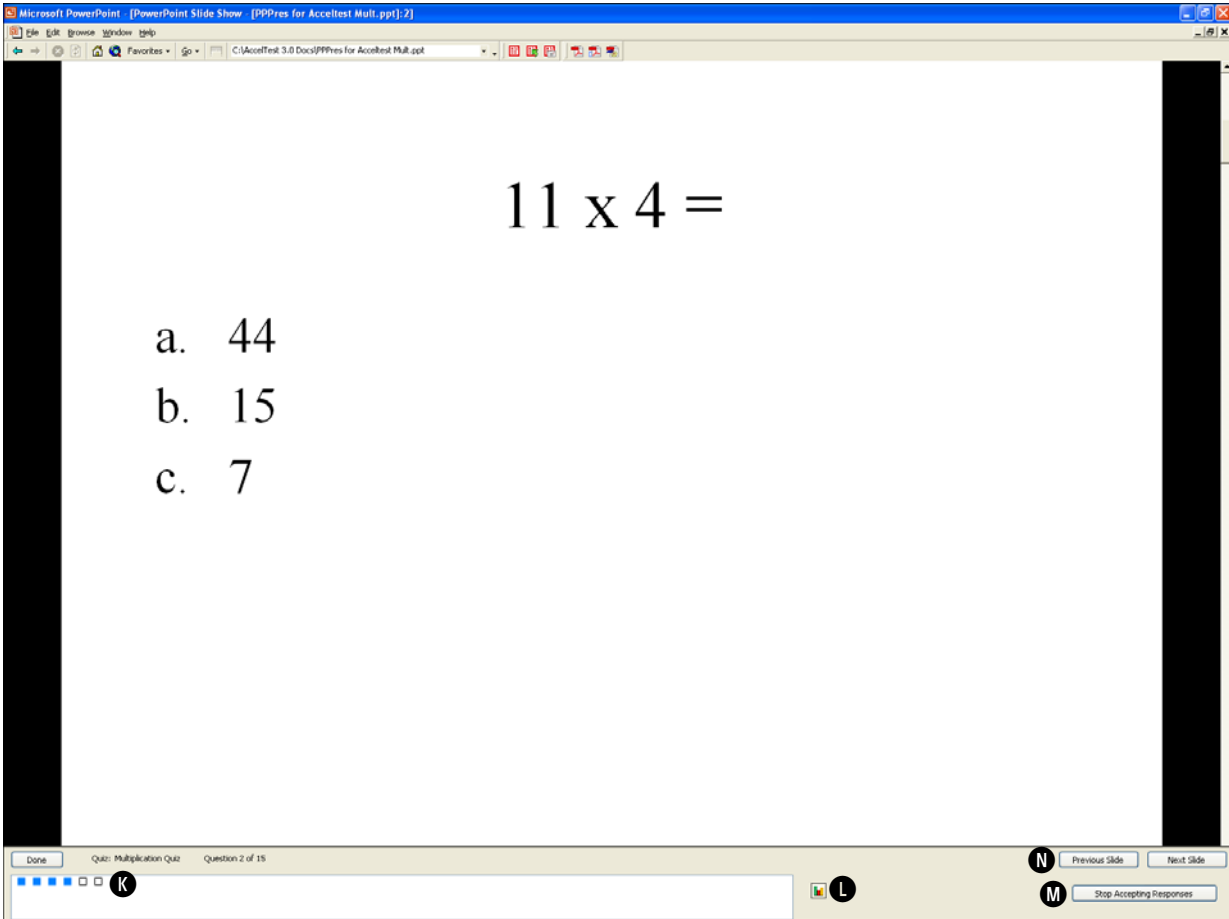 Microsoft PowerPoint - [PowerPoint Slide Show - [PPPres for Acceltest Mult.ppt]:2]
File Edit Browse Window Help
Favorites Go C:\AccelTest 3.0 Docs\PPPres for Acceltest Mult.ppt
11 x 4 =
a. 44
b. 15
c. 7
Done Quiz: Multiplication Quiz Question 2 of 15 N Previous Slide Next Slide
K L M Stop Accepting Responses